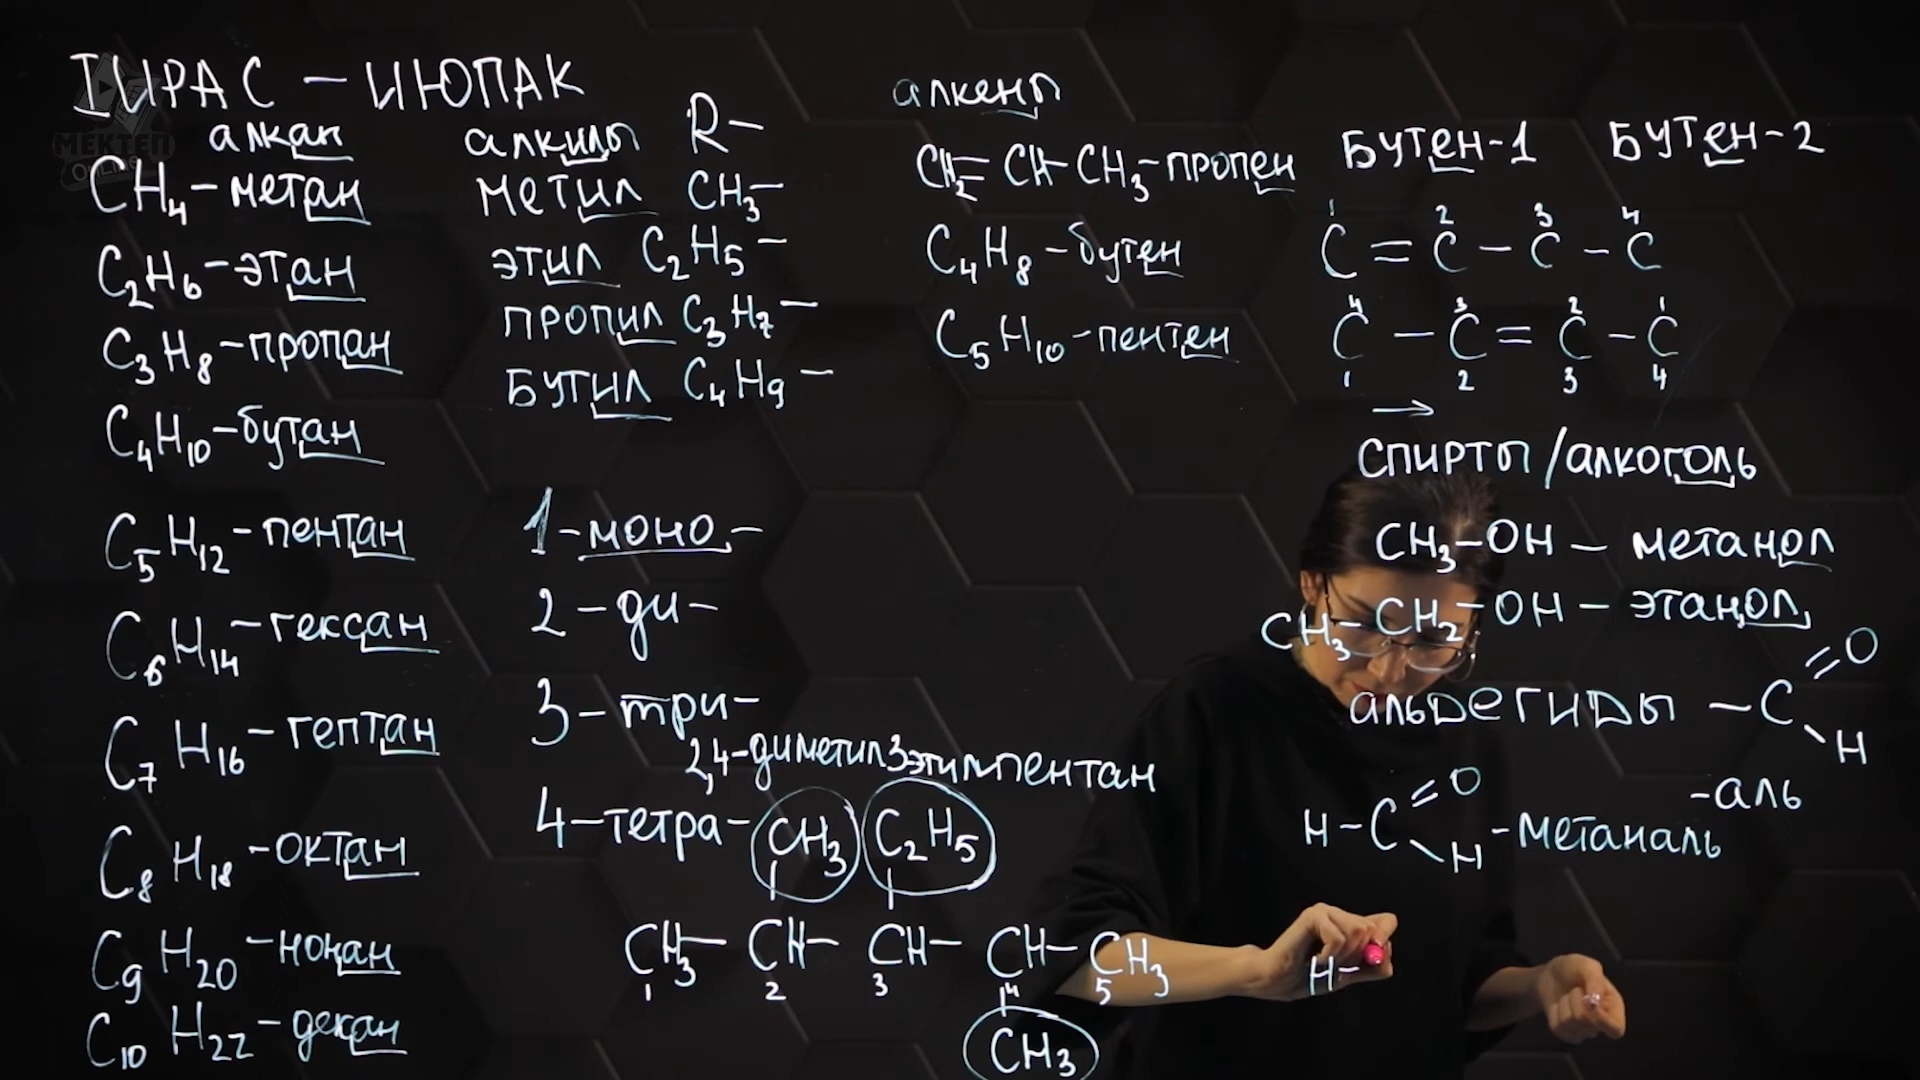 IUPAC – ИЮПАК
алкан
CH4 – метан
C2H6 – этан
C3H8 – пропан
C4H10 – бутан
C5H12 – пентан
C6H14 – гексан
C7H16 – гептан
C8H18 – октан
C9H20 – нонан
C10H22 – декан
алкилы R–
метил CH3–
этил C2H5–
пропил C3H7–
бутил C4H9–
1 – моно –
2 – ди –
3 – три –
4 – тетра –
2,4-диметил3этилпентан
CH3 C2H5
CH3 – CH – CH – CH – CH3
1 2 3 4 5
CH3
алкены
CH2 = CH – CH3 – пропен
C4H8 – бутен
C5H10 – пентен
БУТЕН-1 БУТЕН-2
1 2 3 4
C = C – C – C
4 3 2 1
C – C = C – C
1 2 3 4
→
СПИРТЫ / алкоголь
CH3 – OH – метанол
CH3 – CH2 – OH – этанол
альдегиды – C =O H
-аль
H – C =O H - метаналь
H –
МЕКТЕП
ONLINE